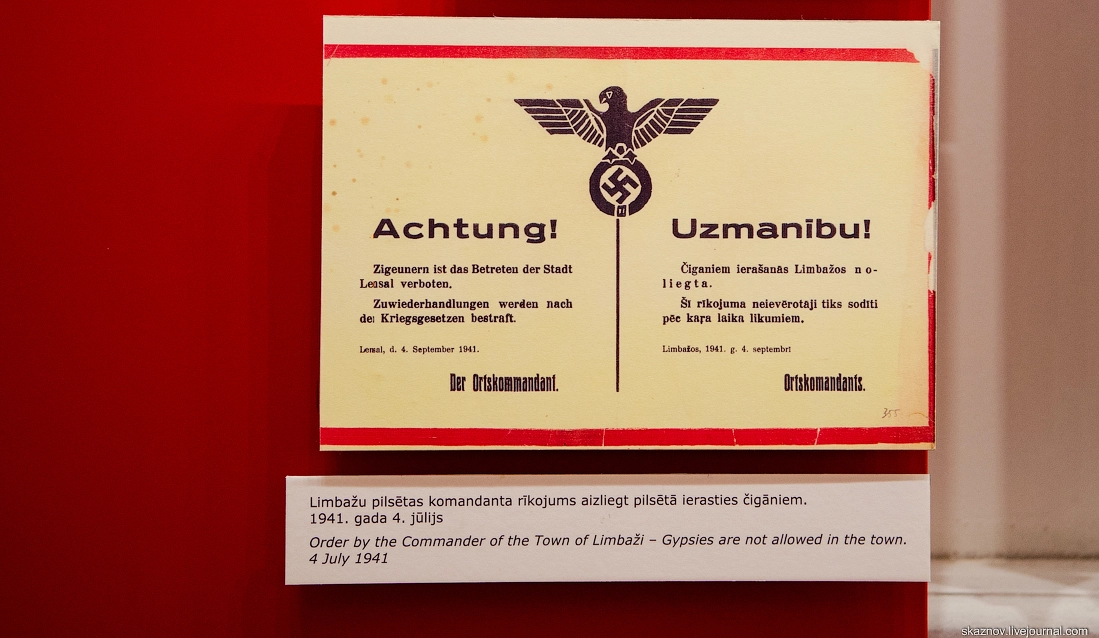 Achtung!
Zigeunern ist das Betreten der Stadt
Lemsal verboten.
Zuwiederhandlungen werden nach
den Kriegsgesetzen bestraft.
Lemsal, d. 4. September 1941.
Der Ortskommandant.
Uzmanību!
Čiganiem ierašanās Limbažos no-
liegta.
Šī rīkojuma neievērotāji tiks sodīti
pēc kaŗa laika likumiem.
Limbažos, 1941. g. 4. septembrī
Ortskomandants.
355
Limbažu pilsētas komandanta rīkojums aizliegt pilsētā ierasties čigāniem.
1941. gada 4. jūlijs
Order by the Commander of the Town of Limbaži – Gypsies are not allowed in the town.
4 July 1941
skaznov.livejournal.com